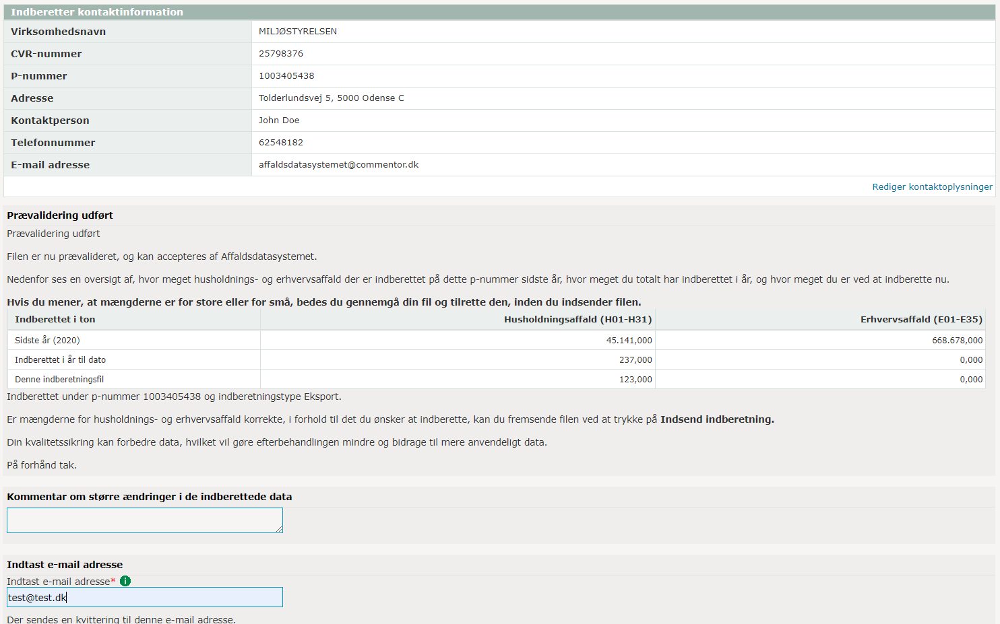 Indberetter kontaktinformation
Virksomhedsnavn MILJØSTYRELSEN
CVR-nummer 25798376
P-nummer 1003405438
Adresse Tolderlundsvej 5, 5000 Odense C
Kontaktperson John Doe
Telefonnummer 62548182
E-mail adresse affaldsdatasystemet@commentor.dk
Rediger kontaktoplysninger
Prævalidering udført
Prævalidering udført
Filen er nu prævalideret, og kan accepteres af Affaldsdatasystemet.
Nedenfor ses en oversigt af, hvor meget husholdnings- og erhvervsaffald der er indberettet på dette p-nummer sidste år, hvor meget du totalt har indberettet i år, og hvor meget du er ved at indberette nu.
Hvis du mener, at mængderne er for store eller for små, bedes du gennemgå din fil og tilrette den, inden du indsender filen.
Indberettet i ton Husholdningsaffald (H01-H31) Erhvervsaffald (E01-E35)
Sidste år (2020) 45.141,000 668.678,000
Indberettet i år til dato 237,000 0,000
Denne indberetningsfil 123,000 0,000
Indberettet under p-nummer 1003405438 og indberetningstype Eksport.
Er mængderne for husholdnings- og erhvervsaffald korrekte, i forhold til det du ønsker at indberette, kan du fremsende filen ved at trykke på Indsend indberetning.
Din kvalitetssikring kan forbedre data, hvilket vil gøre efterbehandlingen mindre og bidrage til mere anvendeligt data.
På forhånd tak.
Kommentar om større ændringer i de indberettede data
Indtast e-mail adresse
Indtast e-mail adresse* i
test@test.dk
Der sendes en kvittering til denne e-mail adresse.